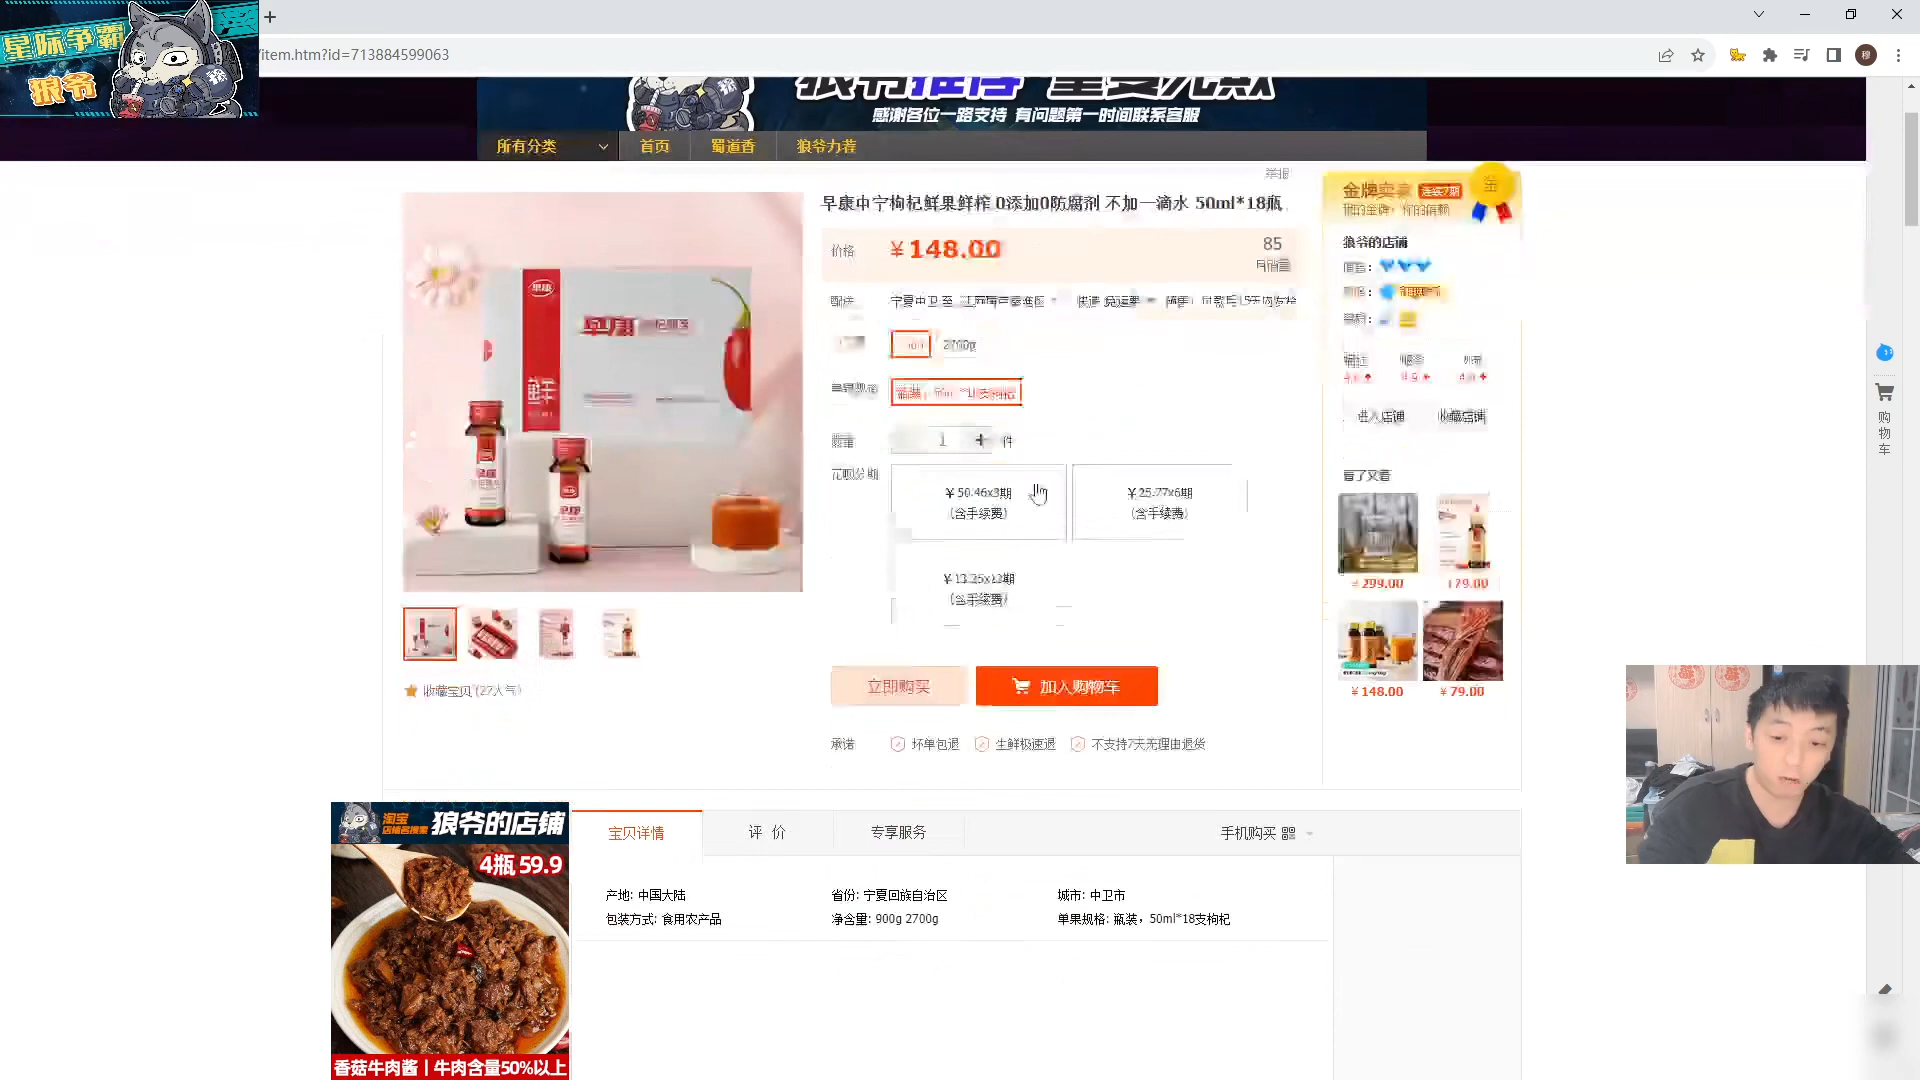 星际争霸
狼爷
/item.htm?id=713884599063
感谢各位一路支持 有问题第一时间联系客服
所有分类
首页
蜀道香
举报
早康中宁枸杞鲜果鲜榨 0添加0防腐剂 不加一滴水 50ml*18瓶
价格
¥148.00
85
月销量
配送
2700g
数量
1
件
花呗分期
¥50.46x3期
(含手续费)
¥25.77x6期
(含手续费)
¥13.25x12期
(含手续费)
立即购买
加入购物车
收藏宝贝 (27人气)
承诺
坏单包退
生鲜极速退
不支持7天无理由退货
金牌卖家
狼爷的店铺
进入店铺
收藏店铺
看了又看
¥299.00
179.00
¥148.00
¥79.00
购物车
淘宝
狼爷的店铺
4瓶 59.9
香菇牛肉酱 | 牛肉含量50%以上
宝贝详情
评 价
专享服务
手机购买
产地: 中国大陆
省份: 宁夏回族自治区
城市: 中卫市
包装方式: 食用农产品
净含量: 900g 2700g
单果规格: 瓶装，50ml*18支枸杞